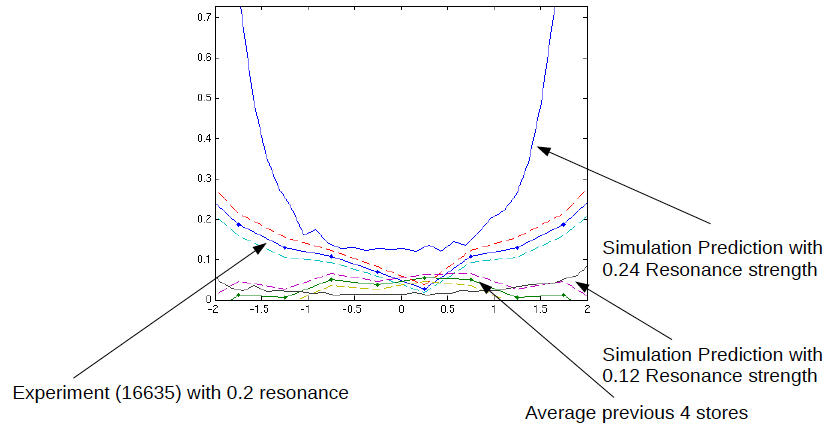 0.7
0.6
0.5
0.4
0.3
0.2
0.1
0
-2 -1.5 -1 -0.5 0 0.5 1 1.5 2
Simulation Prediction with
0.24 Resonance strength
Simulation Prediction with
0.12 Resonance strength
Experiment (16635) with 0.2 resonance
Average previous 4 stores